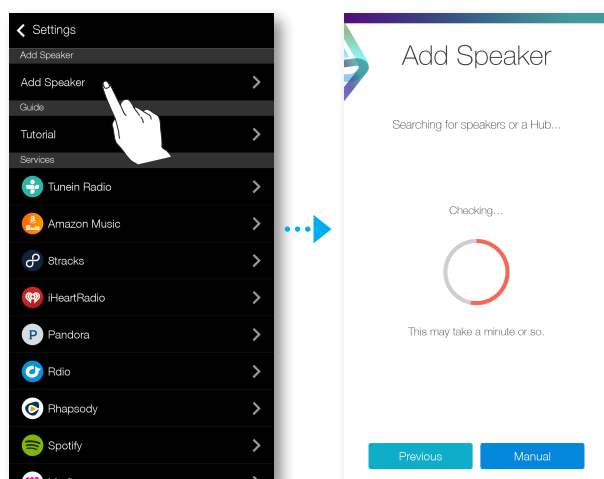 Settings
Add Speaker
Add Speaker
Guide
Tutorial
Services
Tunein Radio
a
Amazon Music
8tracks
iHeartRadio
P
Pandora
Rdio
Rhapsody
Spotify
Add Speaker
Searching for speakers or a Hub...
Checking...
This may take a minute or so.
Previous
Manual